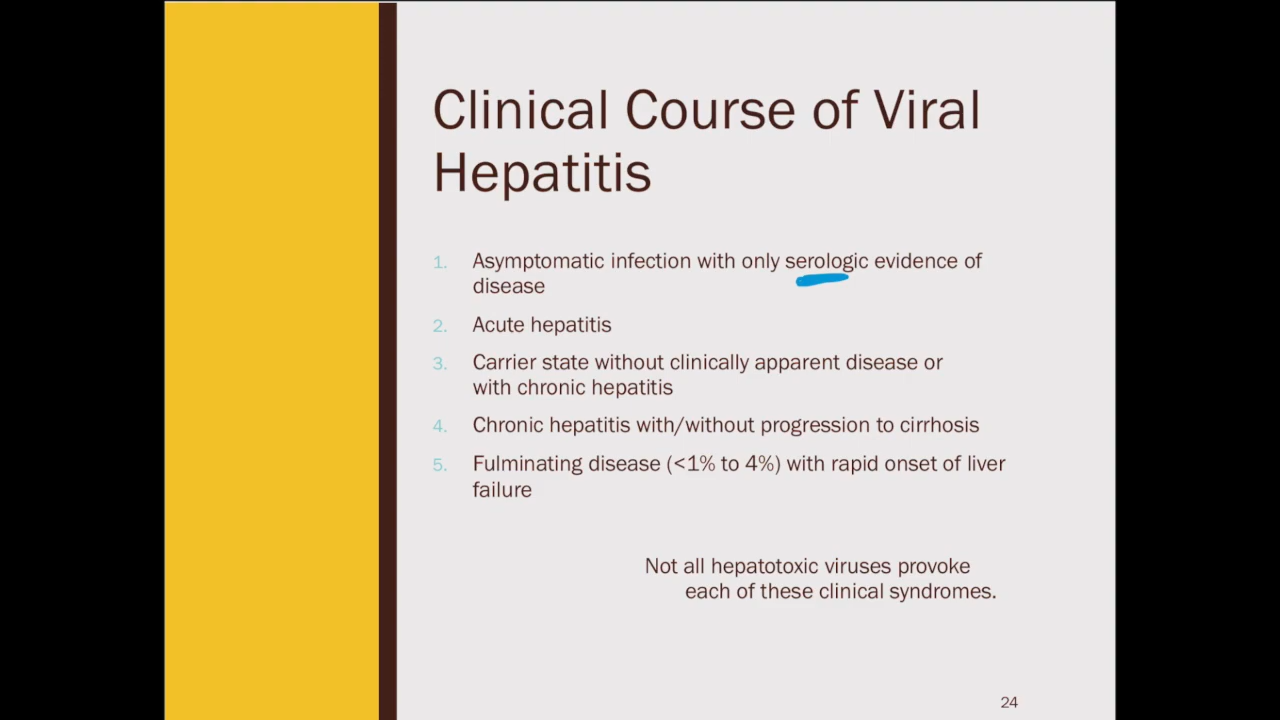 Clinical Course of Viral
Hepatitis
1. Asymptomatic infection with only serologic evidence of
disease
2. Acute hepatitis
3. Carrier state without clinically apparent disease or
with chronic hepatitis
4. Chronic hepatitis with/without progression to cirrhosis
5. Fulminating disease (<1% to 4%) with rapid onset of liver
failure
Not all hepatotoxic viruses provoke
each of these clinical syndromes.
24